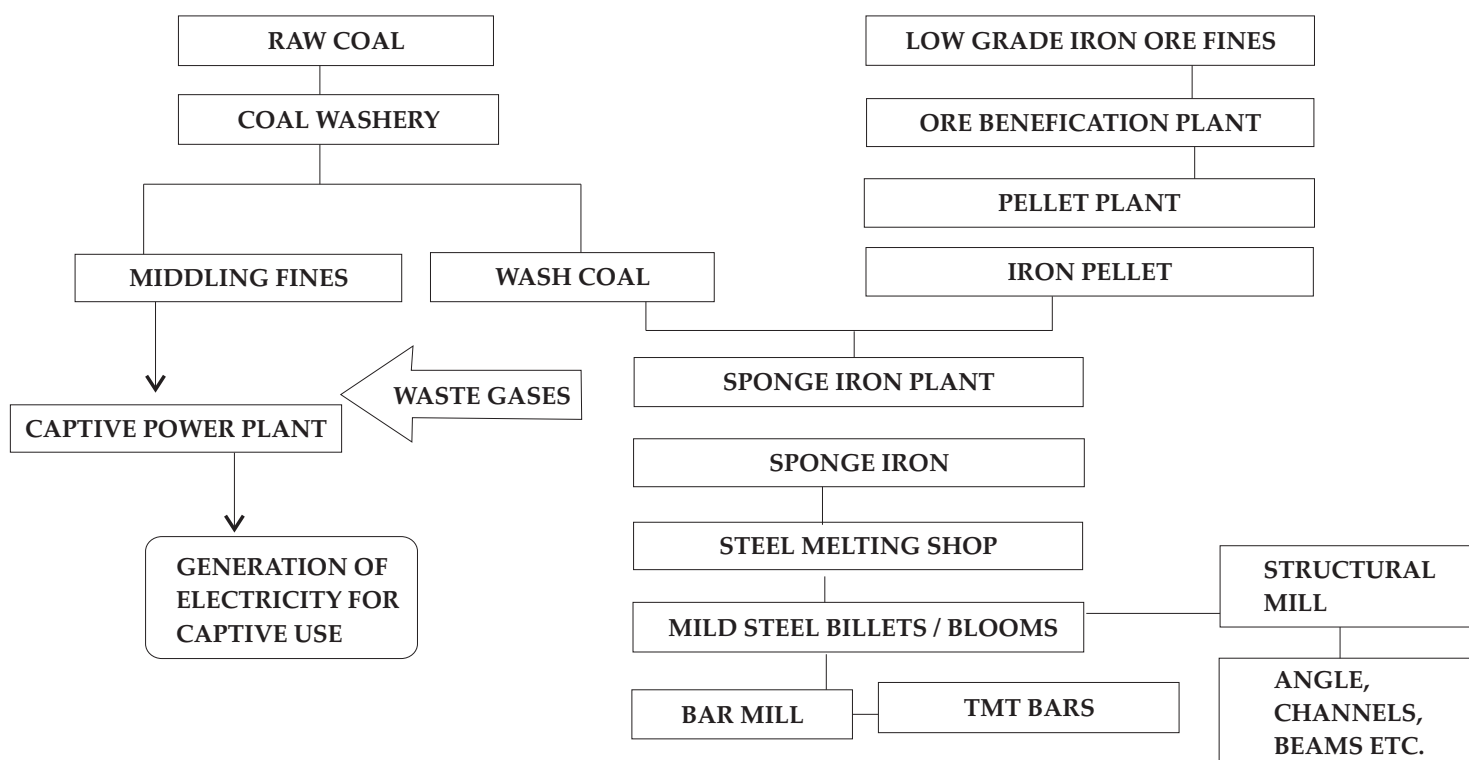 RAW COAL
LOW GRADE IRON ORE FINES
COAL WASHERY
ORE BENEFICATION PLANT
PELLET PLANT
MIDDLING FINES
WASH COAL
IRON PELLET
WASTE GASES
SPONGE IRON PLANT
CAPTIVE POWER PLANT
SPONGE IRON
GENERATION OF
ELECTRICITY FOR
CAPTIVE USE
STEEL MELTING SHOP
STRUCTURAL
MILL
MILD STEEL BILLETS / BLOOMS
BAR MILL
TMT BARS
ANGLE,
CHANNELS,
BEAMS ETC.